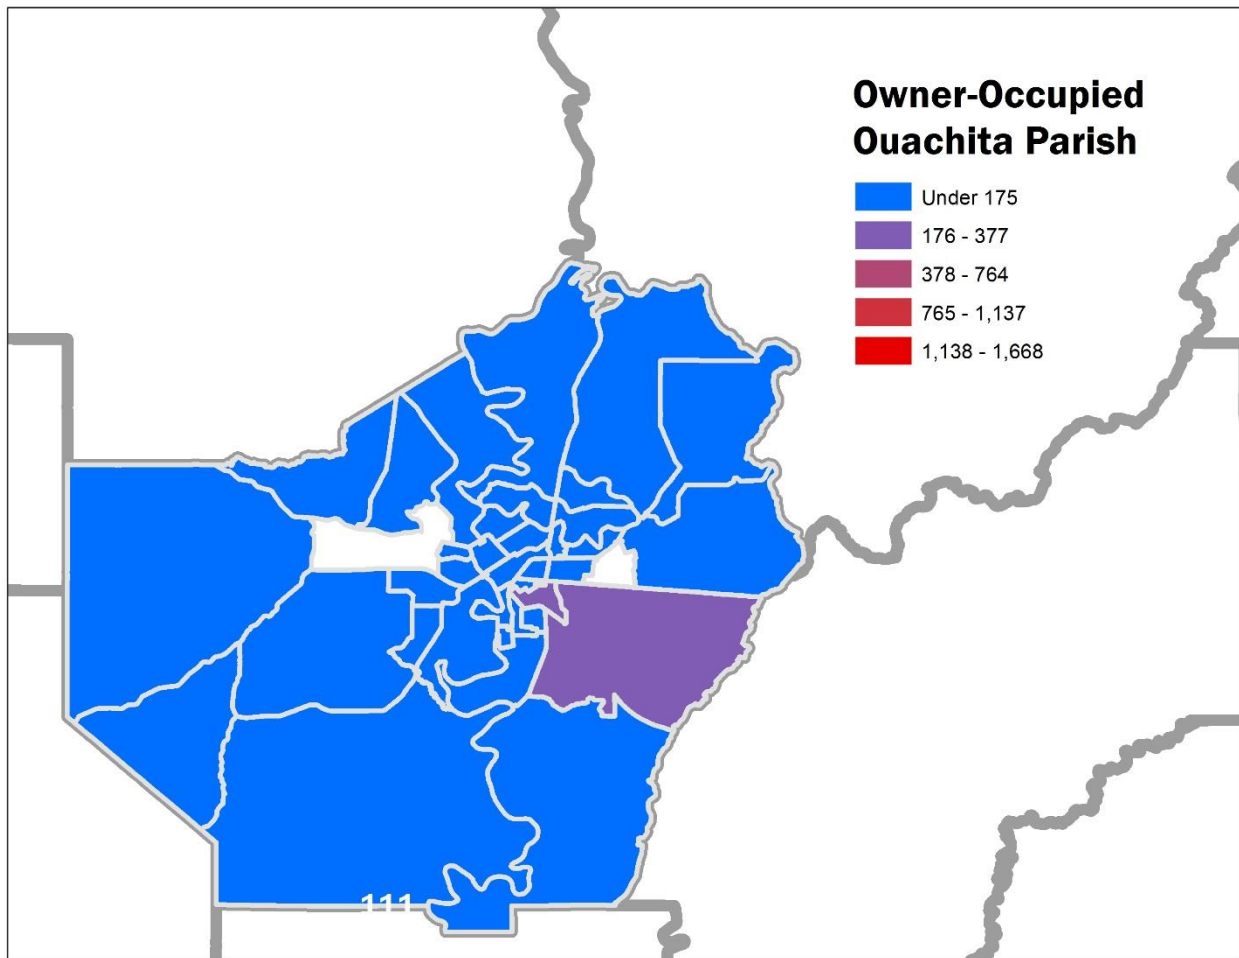 Owner-Occupied
Ouachita Parish
Under 175
176 - 377
378 - 764
765 - 1,137
1,138 - 1,668
111